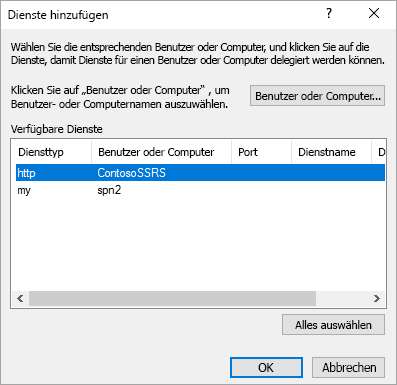 Dienste hinzufügen
Wählen Sie die entsprechenden Benutzer oder Computer, und klicken Sie auf die
Dienste, damit Dienste für einen Benutzer oder Computer delegiert werden können.
Klicken Sie auf „Benutzer oder Computer“ , um
Benutzer- oder Computernamen auszuwählen.
Benutzer oder Computer...
Verfügbare Dienste
Diensttyp Benutzer oder Computer Port Dienstname D
http ContosoSSRS
my spn2
Alles auswählen
OK Abbrechen